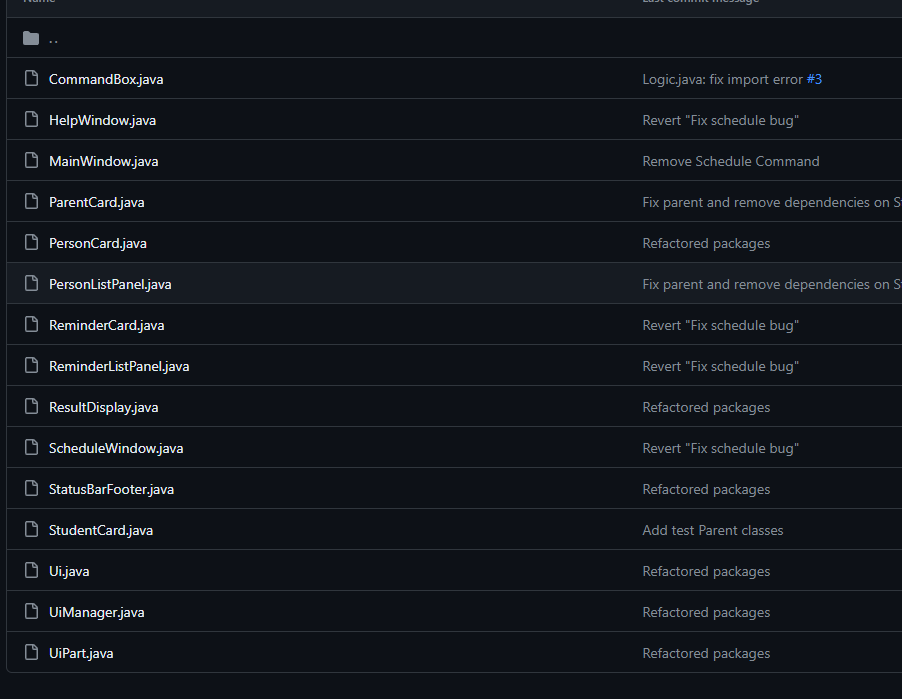 Name Last commit message
..
CommandBox.java Logic.java: fix import error #3
HelpWindow.java Revert "Fix schedule bug"
MainWindow.java Remove Schedule Command
ParentCard.java Fix parent and remove dependencies on S
PersonCard.java Refactored packages
PersonListPanel.java Fix parent and remove dependencies on S
ReminderCard.java Revert "Fix schedule bug"
ReminderListPanel.java Revert "Fix schedule bug"
ResultDisplay.java Refactored packages
ScheduleWindow.java Revert "Fix schedule bug"
StatusBarFooter.java Refactored packages
StudentCard.java Add test Parent classes
Ui.java Refactored packages
UiManager.java Refactored packages
UiPart.java Refactored packages